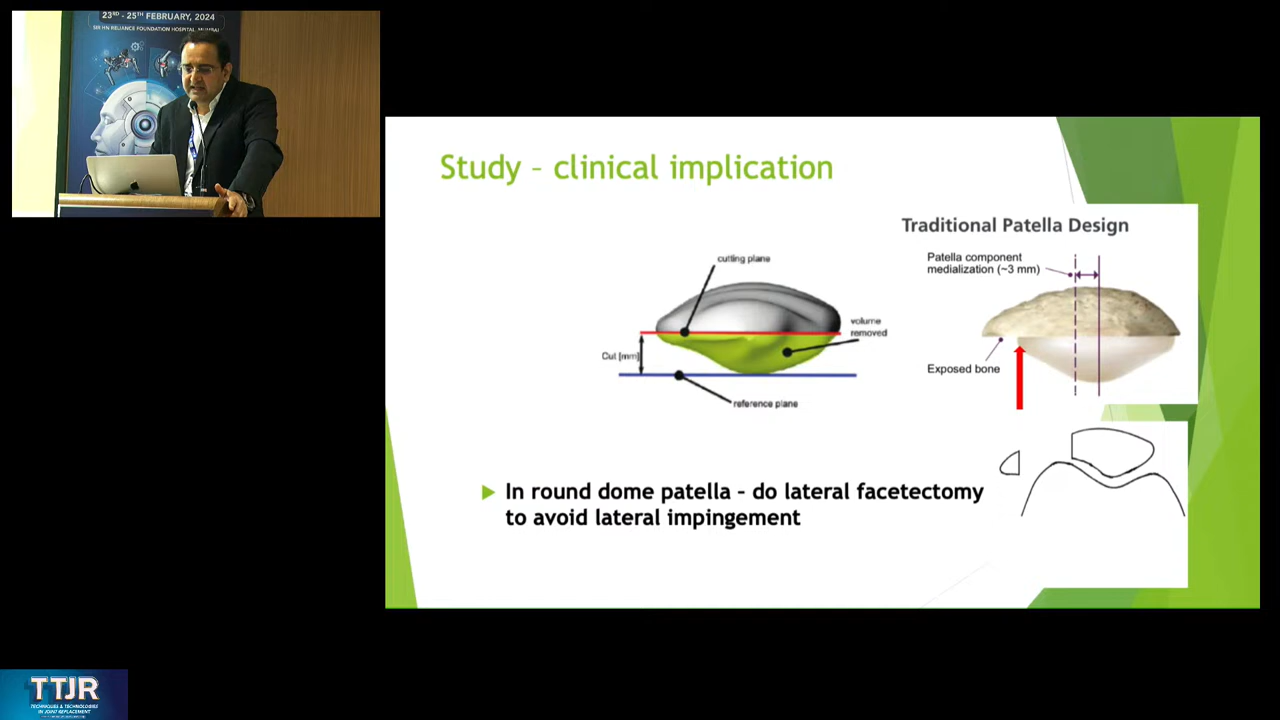 23RD - 25TH FEBRUARY, 2024
SIR HN RELIANCE FOUNDATION HOSPITAL, MUMBAI
Study – clinical implication
Traditional Patella Design
cutting plane
volume
removed
Cut [mm]
reference plane
Patella component
medialization (~3 mm)
Exposed bone
In round dome patella – do lateral facetectomy
to avoid lateral impingement
TTJR
TECHNIQUES & TECHNOLOGIES
IN JOINT REPLACEMENT